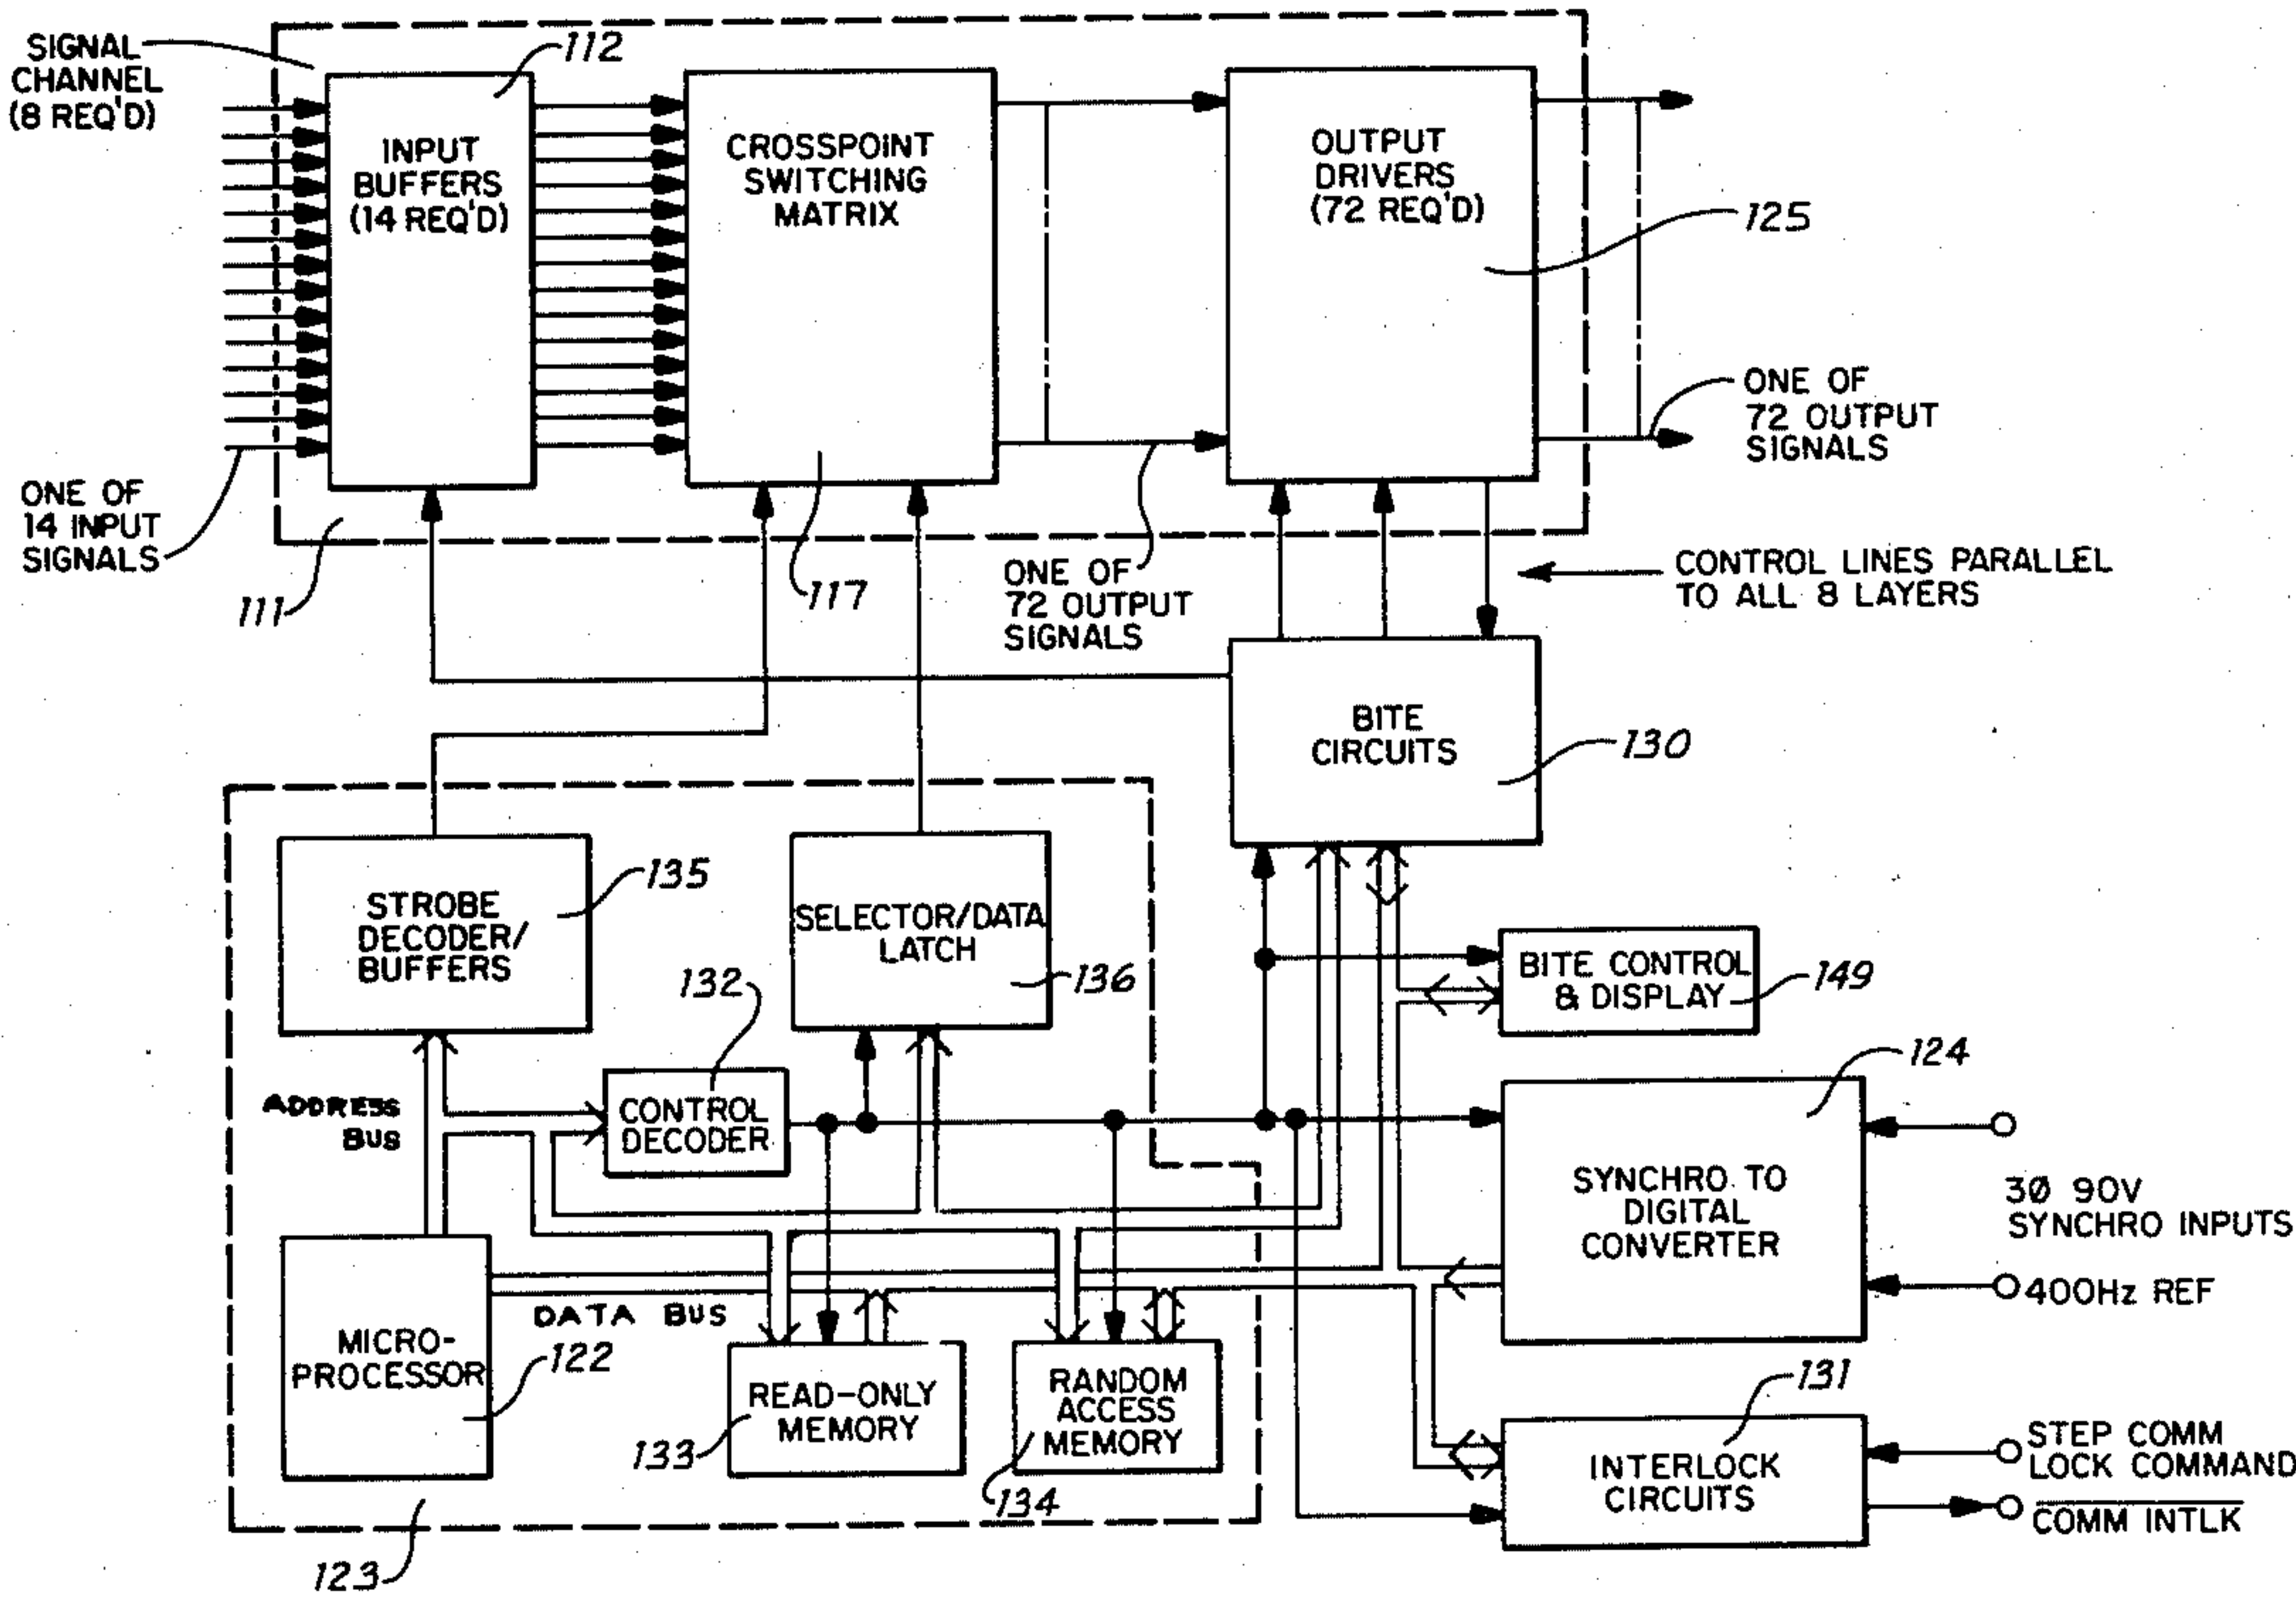 SIGNAL
CHANNEL
(8 REQ'D)
112
INPUT
BUFFERS
(14 REQ'D)
CROSSPOINT
SWITCHING
MATRIX
OUTPUT
DRIVERS
(72 REQ'D)
125
ONE OF
72 OUTPUT
SIGNALS
ONE OF
14 INPUT
SIGNALS
111
117
ONE OF
72 OUTPUT
SIGNALS
CONTROL LINES PARALLEL
TO ALL 8 LAYERS
BITE
CIRCUITS
130
STROBE
DECODER/
BUFFERS
135
SELECTOR/DATA
LATCH
136
132
CONTROL
DECODER
BITE CONTROL
& DISPLAY
149
124
ADDRESS
BUS
SYNCHRO TO
DIGITAL
CONVERTER
3Ø 90V
SYNCHRO INPUTS
400Hz REF
DATA BUS
MICRO-
PROCESSOR
122
READ-ONLY
MEMORY
133
RANDOM
ACCESS
MEMORY
134
131
INTERLOCK
CIRCUITS
STEP COMM
LOCK COMMAND
COMM INTLK
123